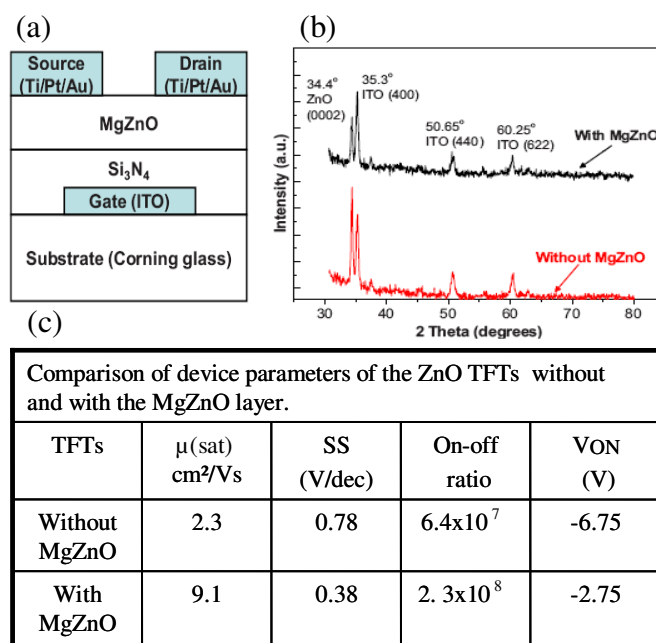 (a)
Source
(Ti/Pt/Au)
Drain
(Ti/Pt/Au)
MgZnO
Si₃N₄
Gate (ITO)
Substrate (Corning glass)
(b)
34.4°
ZnO
(0002)
35.3°
ITO (400)
50.65°
ITO (440)
60.25°
ITO (622)
With MgZnO
Without MgZnO
Intensity (a.u.)
30 40 50 60 70 80
2 Theta (degrees)
(c)
Comparison of device parameters of the ZnO TFTs without
and with the MgZnO layer.
TFTs μ(sat) cm²/Vs SS (V/dec) On-off ratio VON (V)
Without MgZnO 2.3 0.78 6.4x10⁷ -6.75
With MgZnO 9.1 0.38 2. 3x10⁸ -2.75